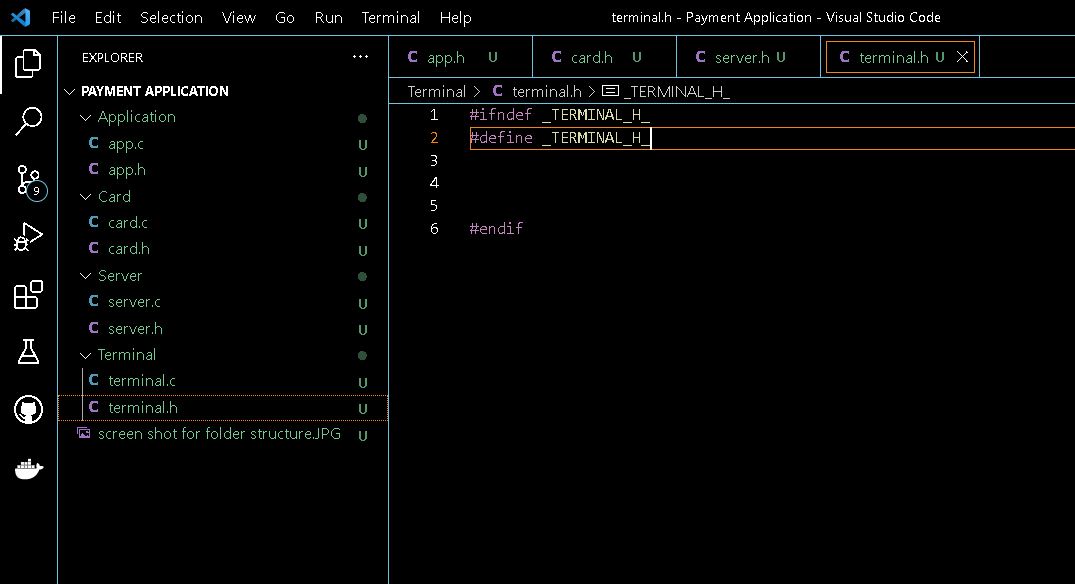 File Edit Selection View Go Run Terminal Help terminal.h - Payment Application - Visual Studio Code
EXPLORER ...
C app.h U C card.h U C server.h U C terminal.h U
PAYMENT APPLICATION
Terminal > C terminal.h > _TERMINAL_H_
Application
C app.c U
C app.h U
Card
C card.c U
C card.h U
Server
C server.c U
C server.h U
Terminal
C terminal.c U
C terminal.h U
screen shot for folder structure.JPG U
9
1 #ifndef _TERMINAL_H_
2 #define _TERMINAL_H_
3
4
5
6 #endif